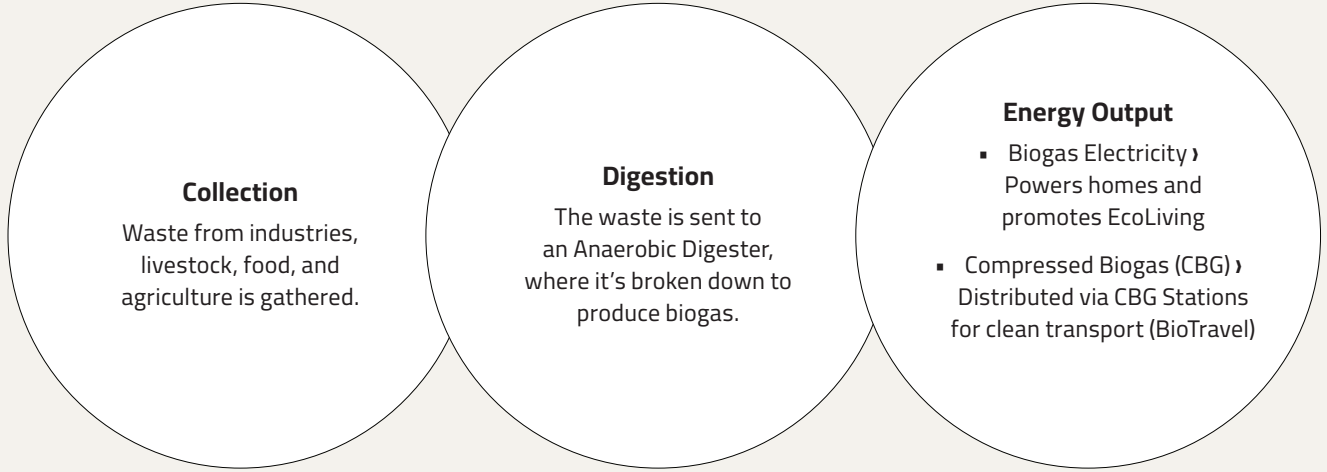 Collection
Waste from industries,
livestock, food, and
agriculture is gathered.
Digestion
The waste is sent to
an Anaerobic Digester,
where it's broken down to
produce biogas.
Energy Output
▪ Biogas Electricity ›
Powers homes and
promotes EcoLiving
▪ Compressed Biogas (CBG) ›
Distributed via CBG Stations
for clean transport (BioTravel)